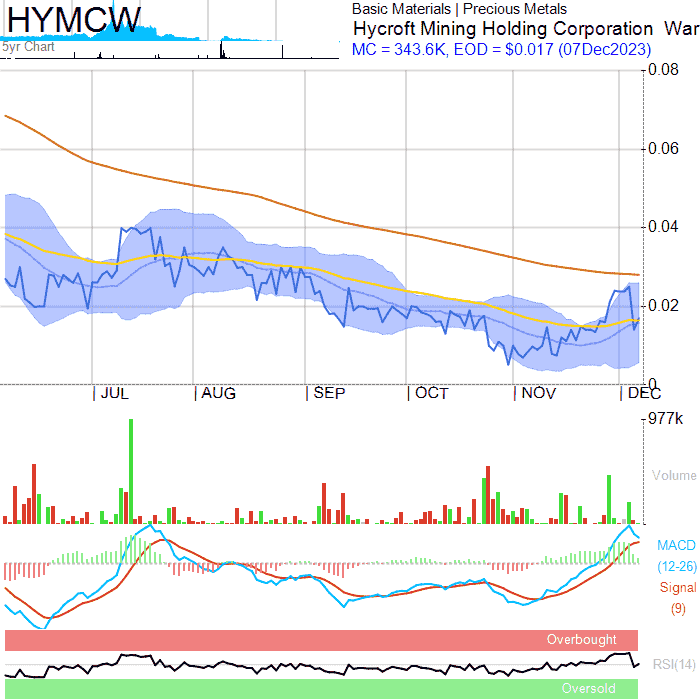 HYMCW
5yr Chart
Basic Materials | Precious Metals
Hycroft Mining Holding Corporation War
MC = 343.6K, EOD = $0.017 (07Dec2023)
0.08
0.06
0.04
0.02
0
JUL AUG SEP OCT NOV DEC
977k
Volume
MACD
(12-26)
Signal
(9)
Overbought
RSI(14)
Oversold